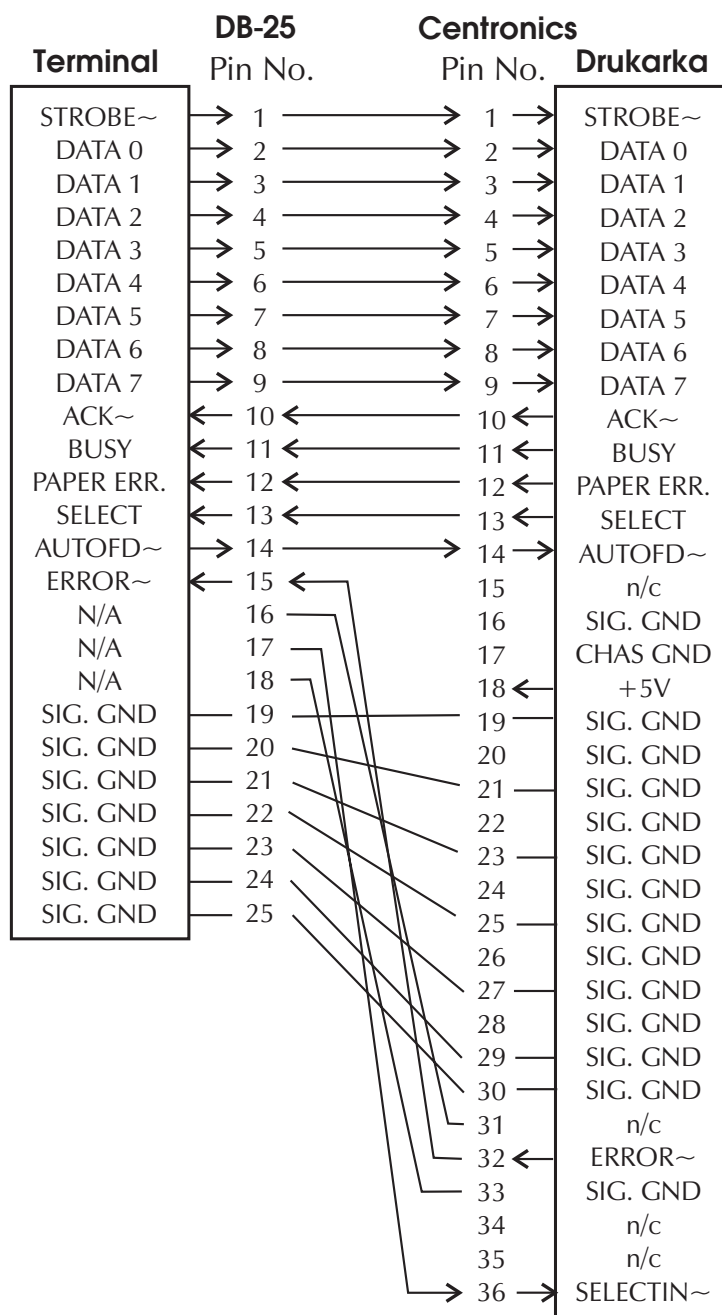 DB-25 Centronics
Terminal Pin No. Pin No. Drukarka
STROBE~ 1 1 STROBE~
DATA 0 2 2 DATA 0
DATA 1 3 3 DATA 1
DATA 2 4 4 DATA 2
DATA 3 5 5 DATA 3
DATA 4 6 6 DATA 4
DATA 5 7 7 DATA 5
DATA 6 8 8 DATA 6
DATA 7 9 9 DATA 7
ACK~ 10 10 ACK~
BUSY 11 11 BUSY
PAPER ERR. 12 12 PAPER ERR.
SELECT 13 13 SELECT
AUTOFD~ 14 14 AUTOFD~
ERROR~ 15 15 n/c
N/A 16 16 SIG. GND
N/A 17 17 CHAS GND
N/A 18 18 +5V
SIG. GND 19 19 SIG. GND
SIG. GND 20 20 SIG. GND
SIG. GND 21 21 SIG. GND
SIG. GND 22 22 SIG. GND
SIG. GND 23 23 SIG. GND
SIG. GND 24 24 SIG. GND
SIG. GND 25 25 SIG. GND
26 SIG. GND
27 SIG. GND
28 SIG. GND
29 SIG. GND
30 SIG. GND
31 n/c
32 ERROR~
33 SIG. GND
34 n/c
35 n/c
36 SELECTIN~